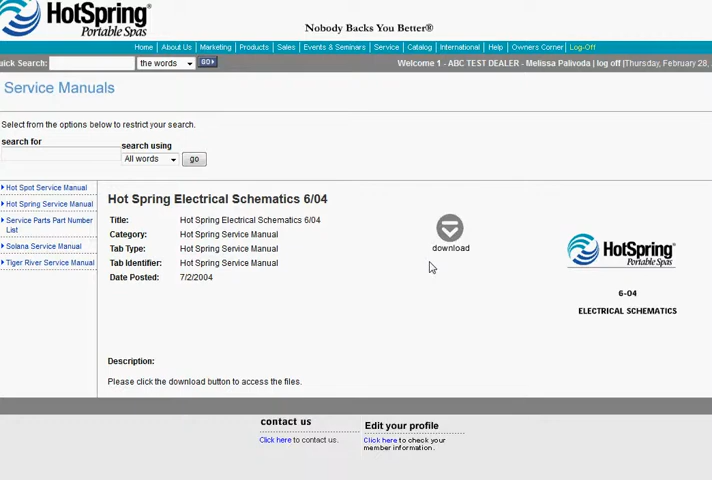 HotSpring
Portable Spas
Nobody Backs You Better®
Home | About Us | Marketing | Products | Sales | Events & Seminars | Service | Catalog | International | Help | Owners Corner | Log-Off
uick Search: the words GO
Welcome 1 - ABC TEST DEALER - Melissa Palivoda | log off |Thursday, February 28,
Service Manuals
Select from the options below to restrict your search.
search for
search using
All words go
Hot Spot Service Manual
Hot Spring Service Manual
Service Parts Part Number
List
Solana Service Manual
Tiger River Service Manual
Hot Spring Electrical Schematics 6/04
Title: Hot Spring Electrical Schematics 6/04
Category: Hot Spring Service Manual
Tab Type: Hot Spring Service Manual
Tab Identifier: Hot Spring Service Manual
Date Posted: 7/2/2004
download
HotSpring
Portable Spas
6-04
ELECTRICAL SCHEMATICS
Description:
Please click the download button to access the files.
contact us
Click here to contact us.
Edit your profile
Click here to check your
member information.